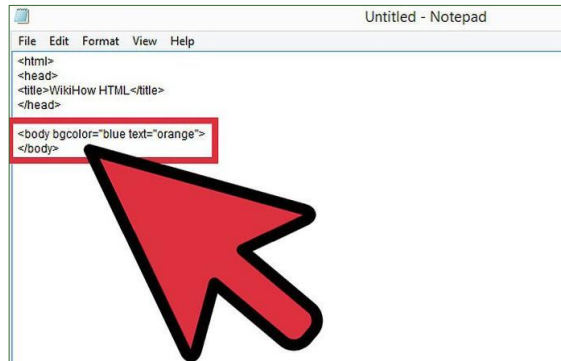 Untitled - Notepad
File Edit Format View Help
<html>
<head>
<title>WikiHow HTML</title>
</head>
<body bgcolor="blue text="orange">
</body>